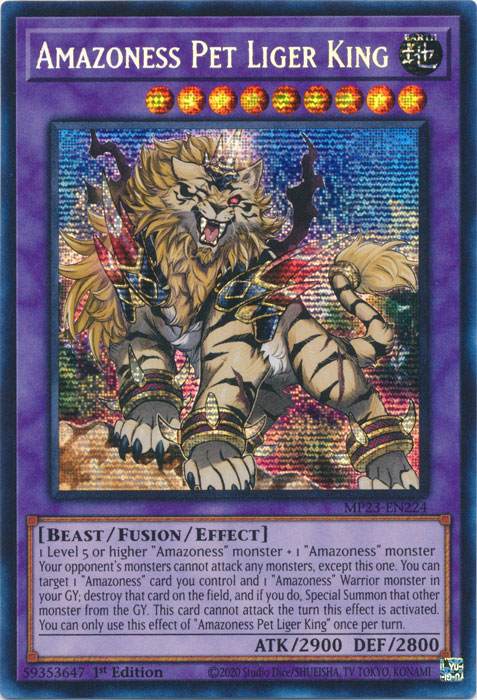 AMAZONESS PET LIGER KING
EARTH
地
MP23-EN224
[BEAST/FUSION/EFFECT]
1 Level 5 or higher "Amazoness" monster + 1 "Amazoness" monster
Your opponent's monsters cannot attack any monsters, except this one. You can
target 1 "Amazoness" card you control and 1 "Amazoness" Warrior monster in
your GY; destroy that card on the field, and if you do, Special Summon that other
monster from the GY. This card cannot attack the turn this effect is activated.
You can only use this effect of "Amazoness Pet Liger King" once per turn.
ATK/2900 DEF/2800
59353647 1st Edition ©2020 Studio Dice/SHUEISHA, TV TOKYO, KONAMI